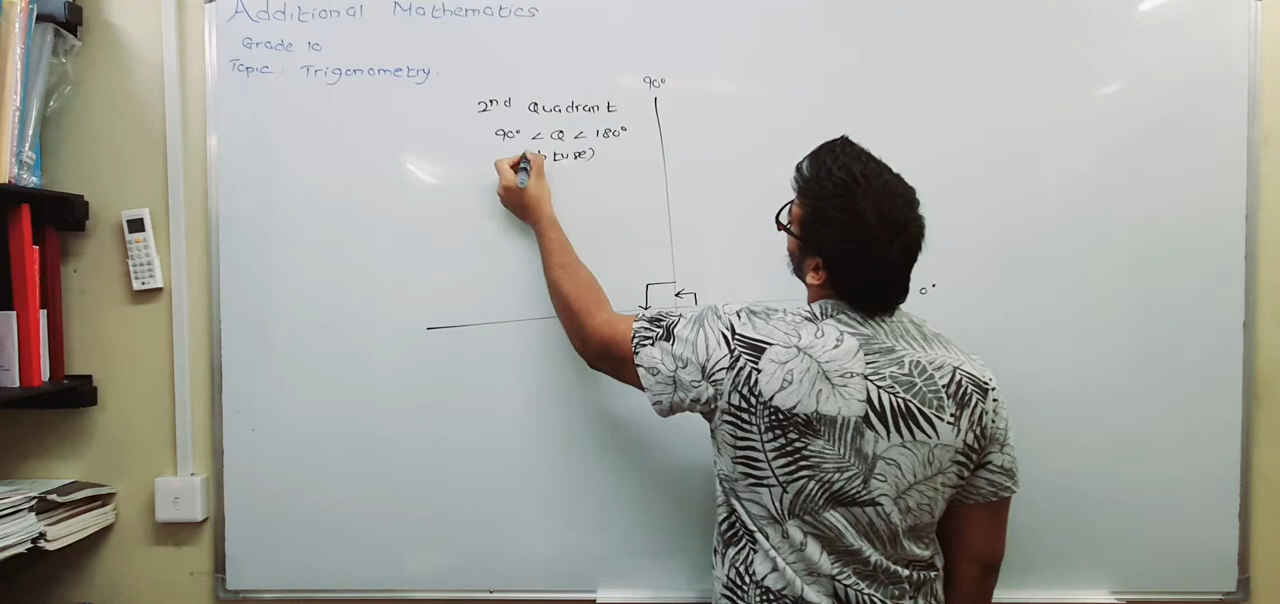 Additional Mathematics
Grade 10
Topic: Trigonometry.
90°
2nd Quadrant
90° < Q < 180°
0°